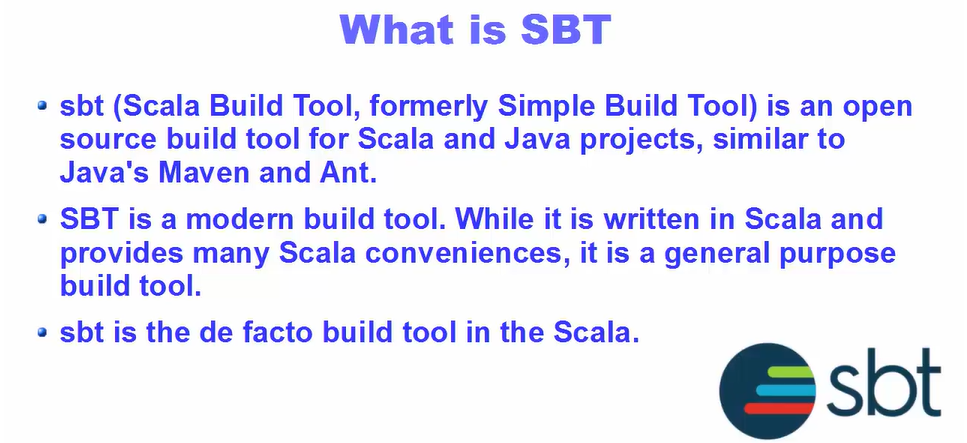 What is SBT
sbt (Scala Build Tool, formerly Simple Build Tool) is an open
source build tool for Scala and Java projects, similar to
Java's Maven and Ant.
SBT is a modern build tool. While it is written in Scala and
provides many Scala conveniences, it is a general purpose
build tool.
sbt is the de facto build tool in the Scala.
sbt